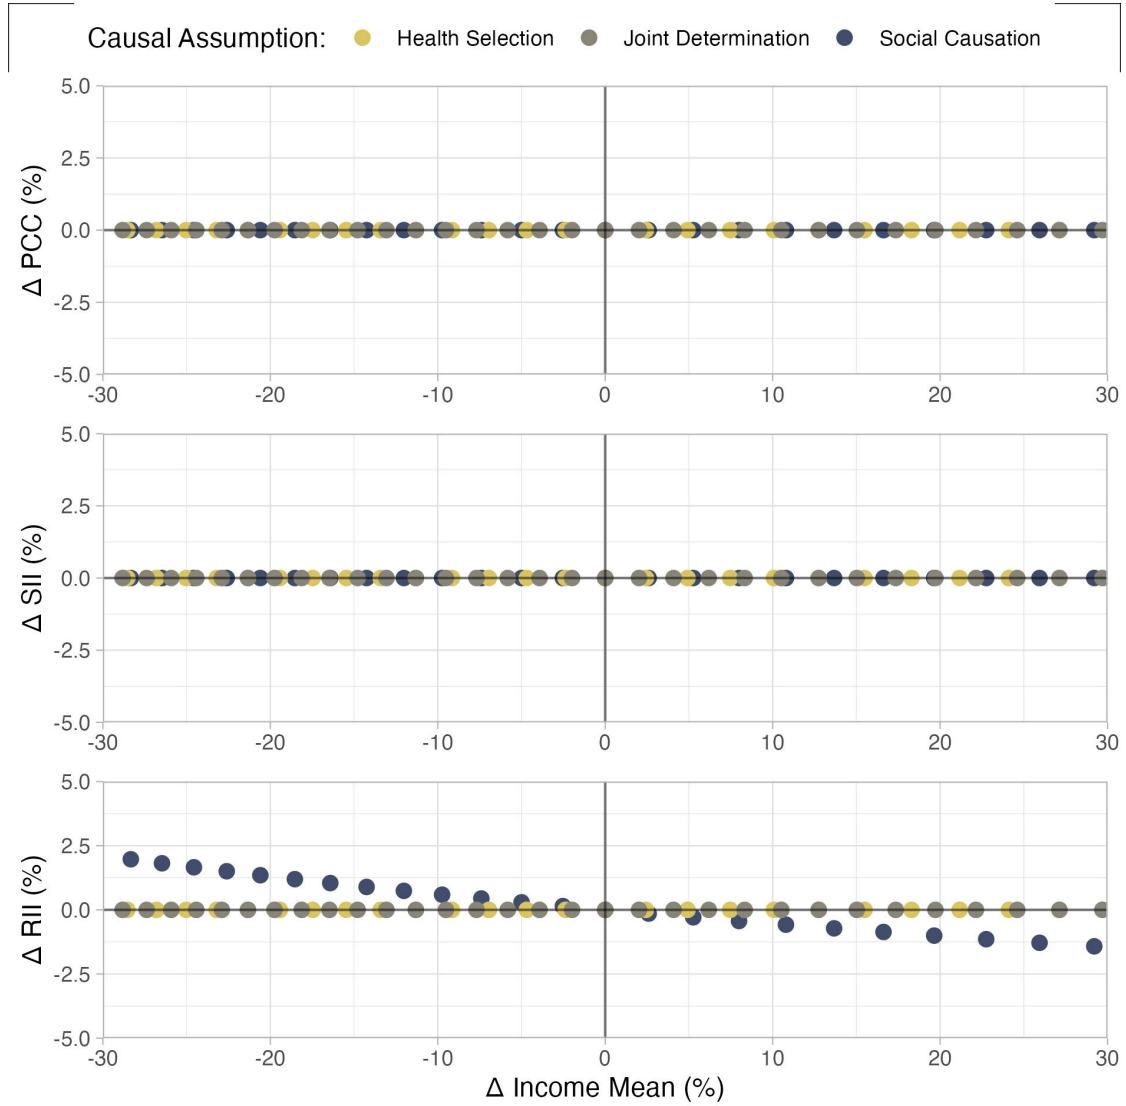 Causal Assumption: Health Selection Joint Determination Social Causation
5.0
2.5
0.0
-2.5
-5.0
Δ PCC (%)
-30 -20 -10 0 10 20 30
5.0
2.5
0.0
-2.5
-5.0
Δ SII (%)
-30 -20 -10 0 10 20 30
5.0
2.5
0.0
-2.5
-5.0
Δ RII (%)
-30 -20 -10 0 10 20 30
Δ Income Mean (%)